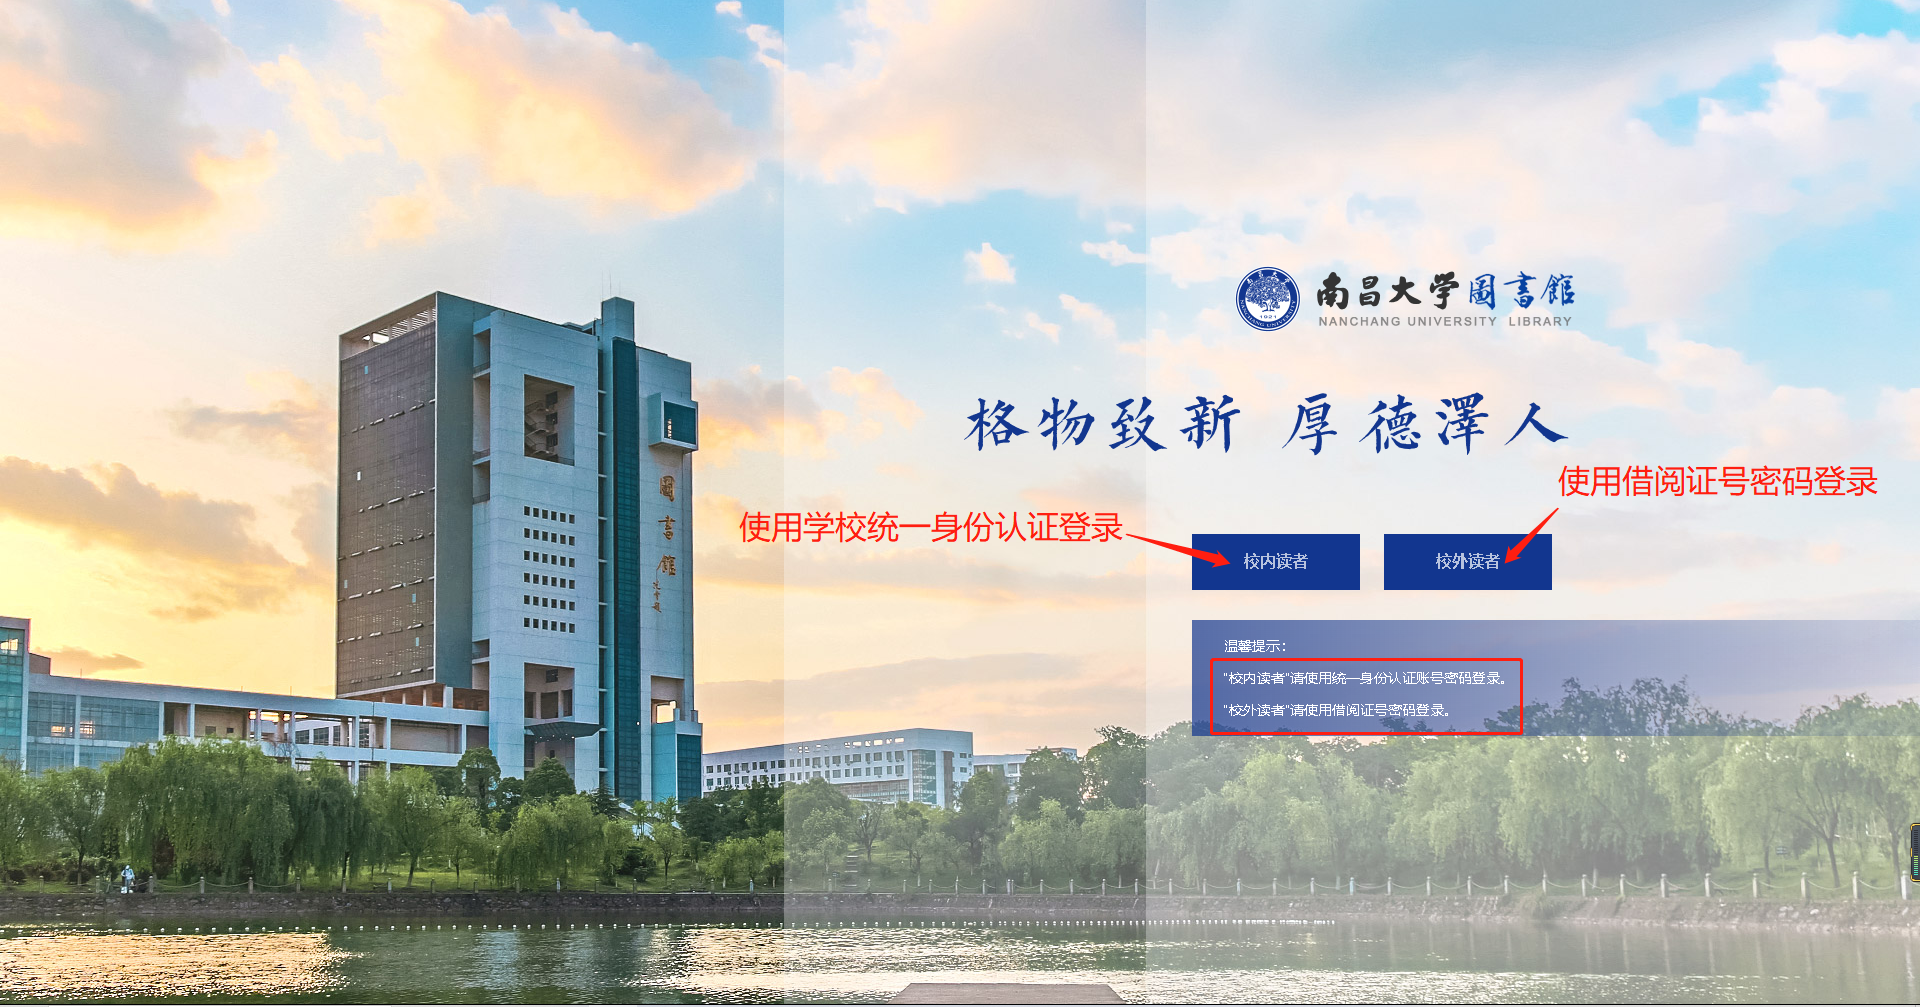 南昌大学圖書館
NANCHANG UNIVERSITY LIBRARY
1921
格物致新 厚德澤人
使用借阅证号密码登录
使用学校统一身份认证登录
校内读者
校外读者
圖書館
温馨提示：
"校内读者"请使用统一身份认证账号密码登录。
"校外读者"请使用借阅证号密码登录。